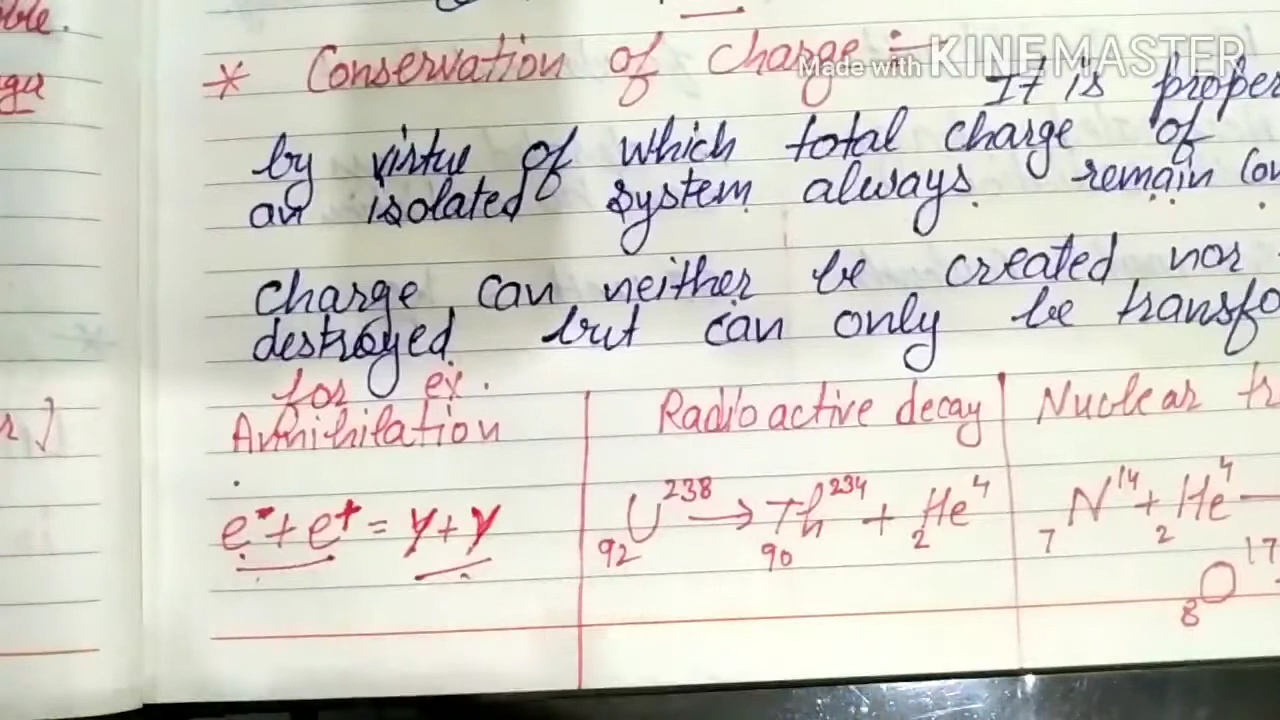 ble.
* Conservation of charge :-
Made with KINEMASTER
It is proper
by virtue of which total charge of
an isolated system always remain con
charge can neither be created nor
destroyed but can only be transfo
for ex.
Annihilation
Radioactive decay
Nuclear tr
e⁻ + e⁺ = γ + γ
₉₂U²³⁸ → ₉₀Th²³⁴ + ₂He⁴
₇N¹⁴ + ₂He⁴ —
₈O¹⁷